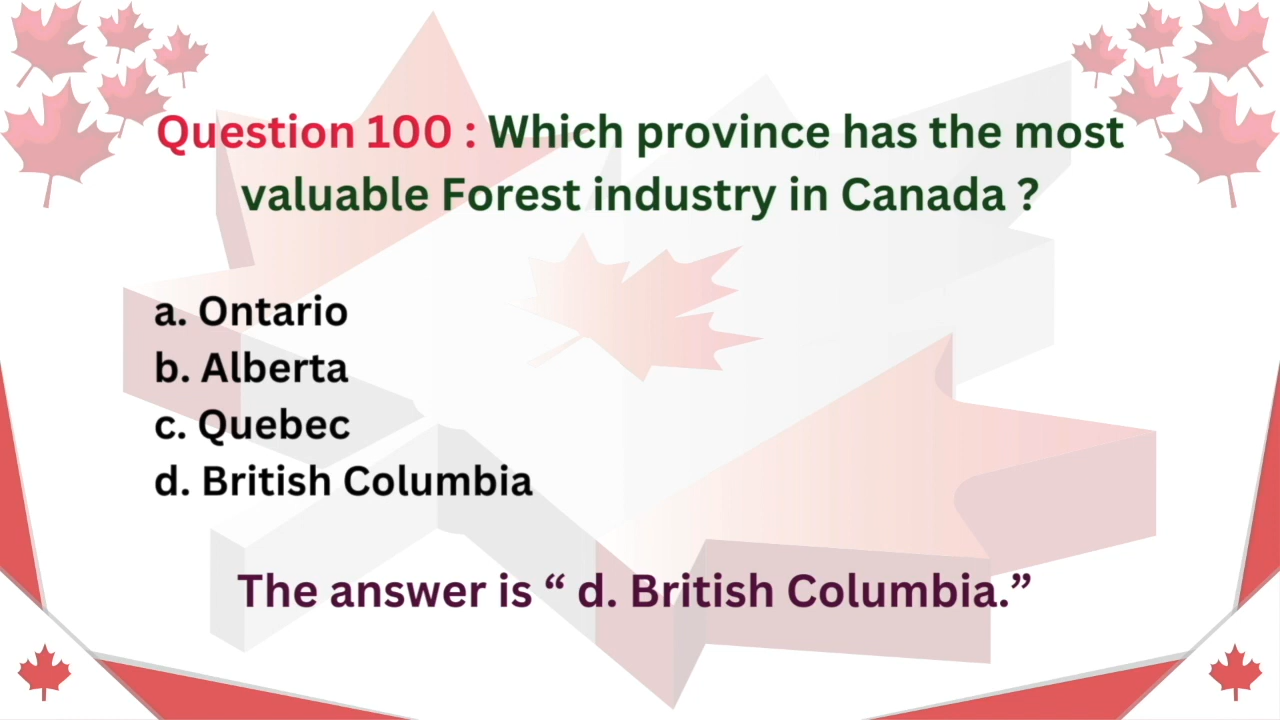 Question 100 : Which province has the most
valuable Forest industry in Canada ?
a. Ontario
b. Alberta
c. Quebec
d. British Columbia
The answer is “ d. British Columbia.”